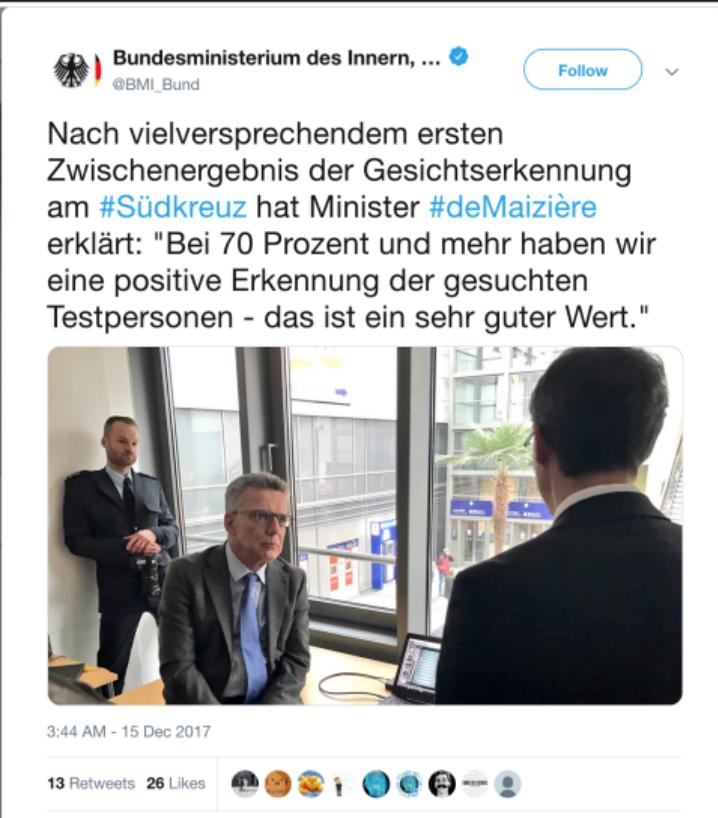 Bundesministerium des Innern, ...
@BMI_Bund
Follow
Nach vielversprechendem ersten
Zwischenergebnis der Gesichtserkennung
am #Südkreuz hat Minister #deMaizière
erklärt: "Bei 70 Prozent und mehr haben wir
eine positive Erkennung der gesuchten
Testpersonen - das ist ein sehr guter Wert."
3:44 AM - 15 Dec 2017
13 Retweets 26 Likes